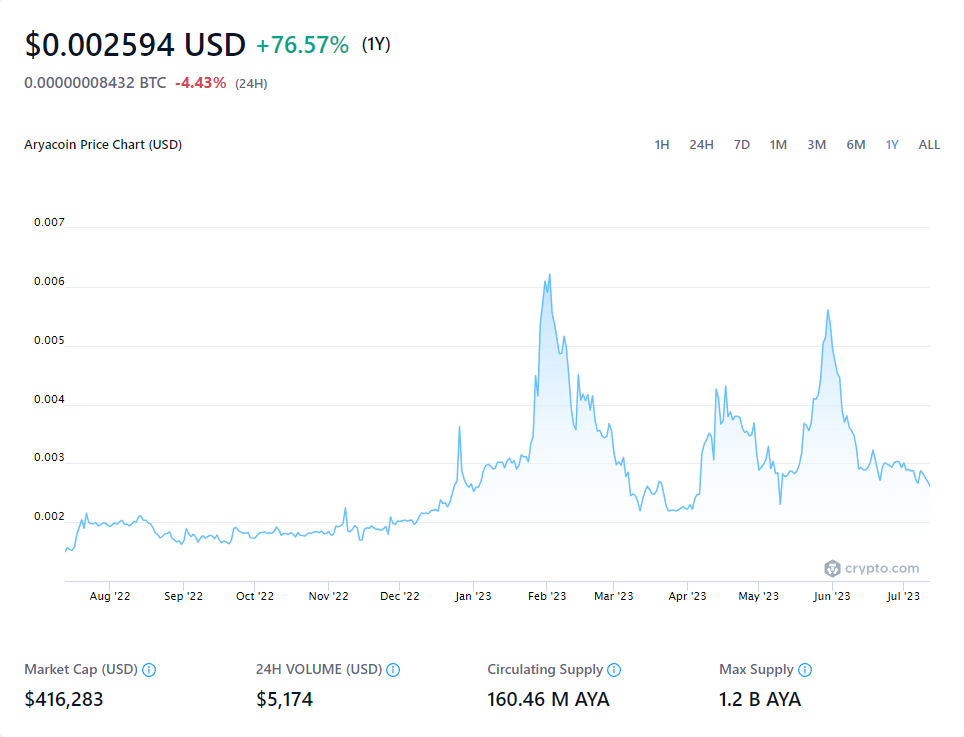 $0.002594 USD +76.57% (1Y)
0.00000008432 BTC -4.43% (24H)
Aryacoin Price Chart (USD) 1H 24H 7D 1M 3M 6M 1Y ALL
0.007
0.006
0.005
0.004
0.003
0.002
crypto.com
Aug '22 Sep '22 Oct '22 Nov '22 Dec '22 Jan '23 Feb '23 Mar '23 Apr '23 May '23 Jun '23 Jul '23
Market Cap (USD) 24H VOLUME (USD) Circulating Supply Max Supply
$416,283 $5,174 160.46 M AYA 1.2 B AYA